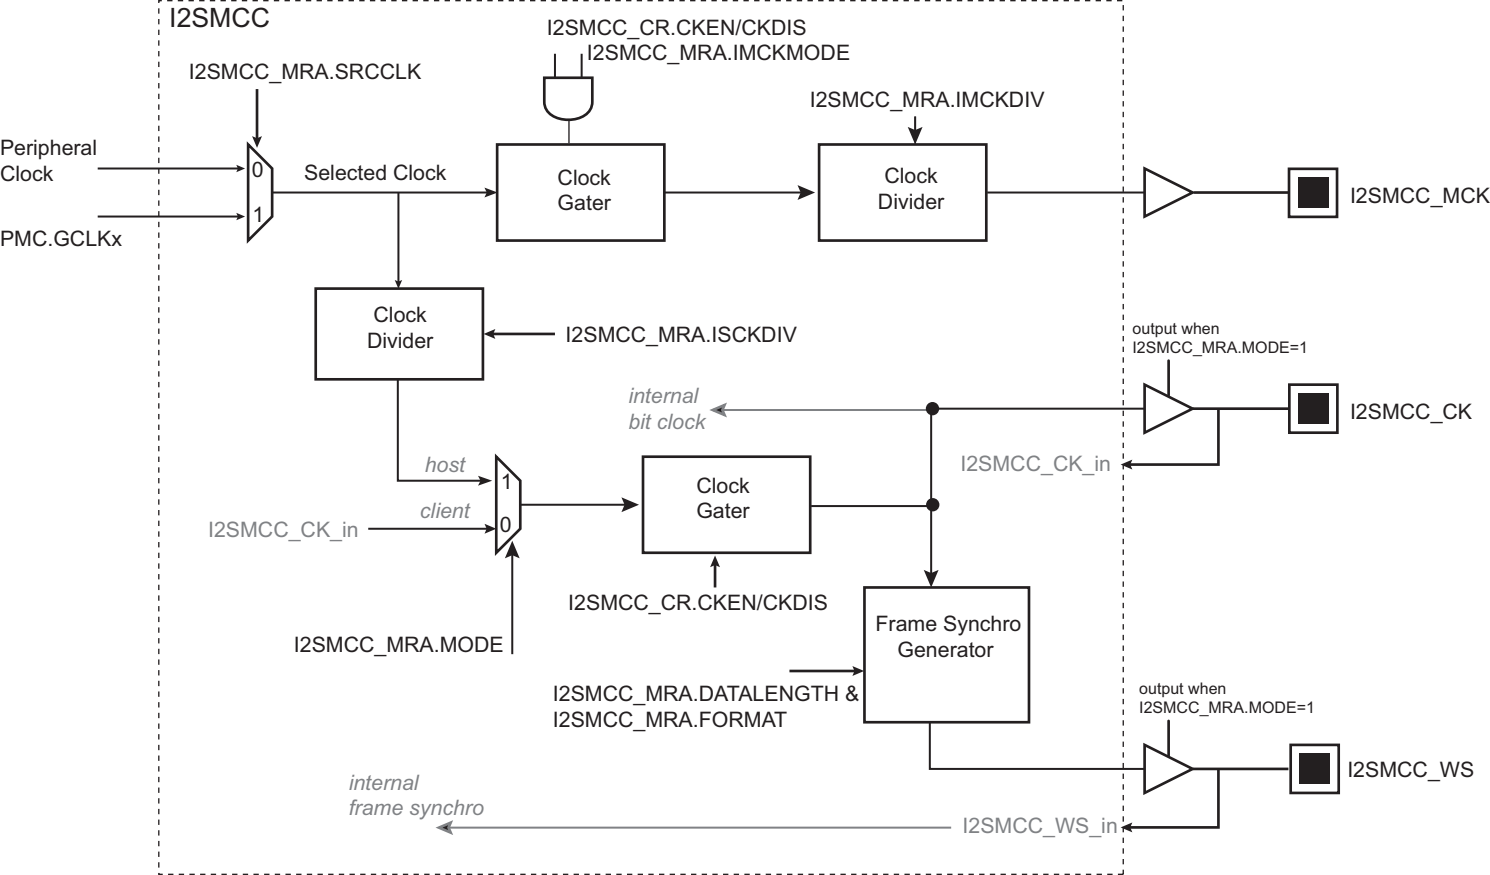 I2SMCC
I2SMCC_CR.CKEN/CKDIS
I2SMCC_MRA.IMCKMODE
I2SMCC_MRA.SRCCLK
I2SMCC_MRA.IMCKDIV
Peripheral
Clock
0
Selected Clock
Clock
Gater
Clock
Divider
I2SMCC_MCK
1
PMC.GCLKx
Clock
Divider
I2SMCC_MRA.ISCKDIV
output when
I2SMCC_MRA.MODE=1
internal
bit clock
I2SMCC_CK
I2SMCC_CK_in
host
1
client
0
I2SMCC_CK_in
Clock
Gater
I2SMCC_CR.CKEN/CKDIS
I2SMCC_MRA.MODE
Frame Synchro
Generator
I2SMCC_MRA.DATALENGTH &
I2SMCC_MRA.FORMAT
output when
I2SMCC_MRA.MODE=1
I2SMCC_WS
internal
frame synchro
I2SMCC_WS_in